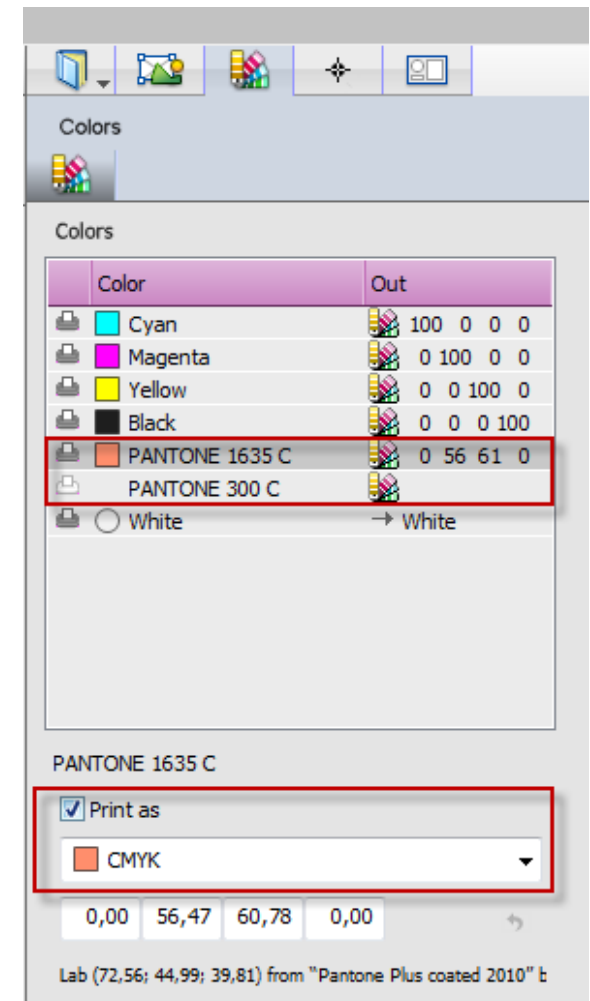 Colors
Colors
Color Out
Cyan 100 0 0 0
Magenta 0 100 0 0
Yellow 0 0 100 0
Black 0 0 0 100
PANTONE 1635 C 0 56 61 0
PANTONE 300 C
White → White
PANTONE 1635 C
Print as
CMYK
0,00 56,47 60,78 0,00
Lab (72,56; 44,99; 39,81) from "Pantone Plus coated 2010" b